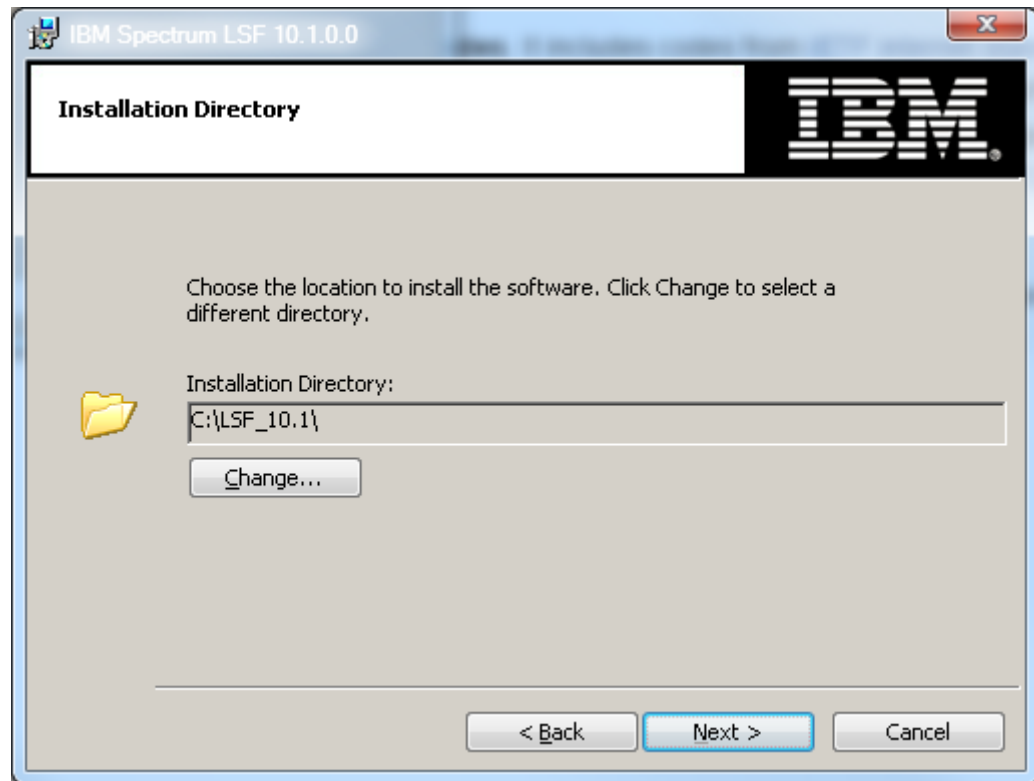 IBM Spectrum LSF 10.1.0.0
Installation Directory
IBM
Choose the location to install the software. Click Change to select a
different directory.
Installation Directory:
C:\LSF_10.1\
Change...
< Back
Next >
Cancel